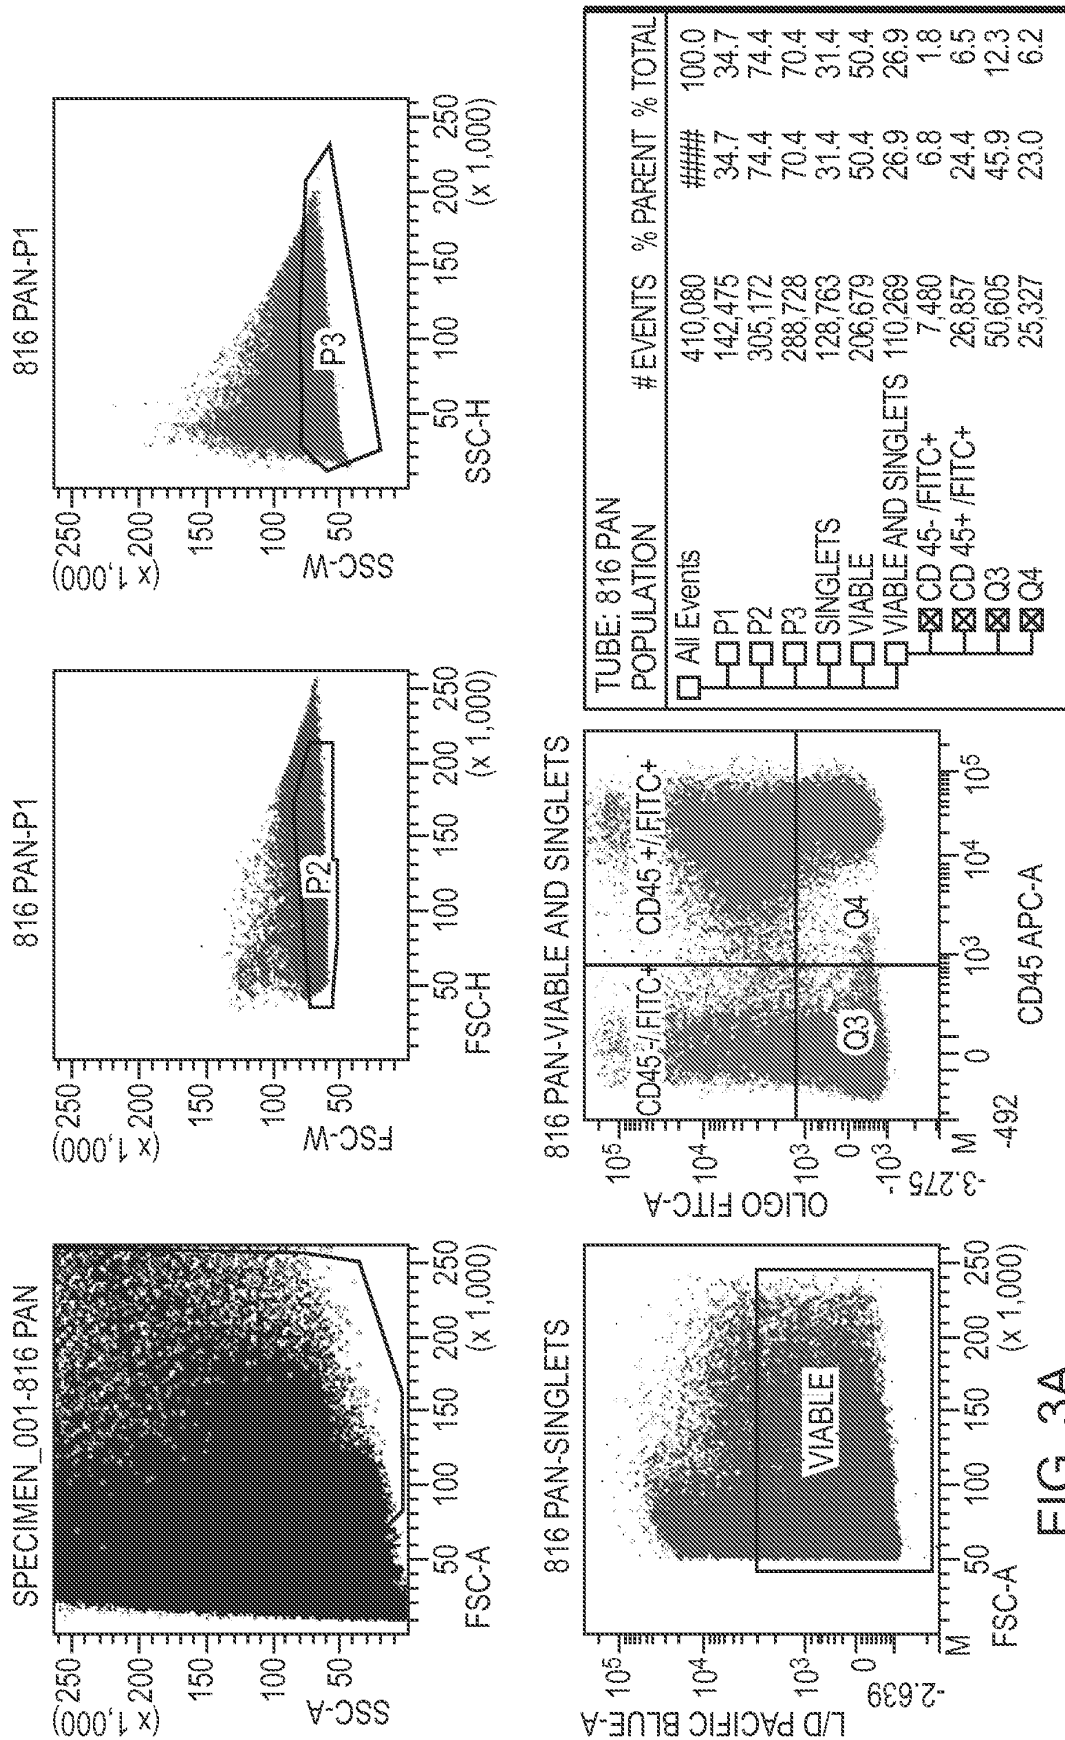 SPECIMEN_001-816 PAN
(x 1,000)
250
200
150
100
50
SSC-A
50 100 150 200 250
(x 1,000)
FSC-A
816 PAN-P1
(x 1,000)
250
200
150
100
50
FSC-W
P2
50 100 150 200 250
(x 1,000)
FSC-H
816 PAN-P1
(x 1,000)
250
200
150
100
50
SSC-W
P3
50 100 150 200 250
(x 1,000)
SSC-H
816 PAN-SINGLETS
L/D PACIFIC BLUE-A
10^5
10^4
10^3
0
-2.639
M
VIABLE
50 100 150 200 250
(x 1,000)
FSC-A
816 PAN-VIABLE AND SINGLETS
OLIGO FITC-A
10^5
10^4
10^3
0
-10^3
-3.275
M
CD45-/FITC+
CD45+/FITC+
Q3
Q4
-492
0 10^3 10^4 10^5
CD45 APC-A
TUBE: 816 PAN
POPULATION # EVENTS % PARENT % TOTAL
All Events 410,080 #### 100.0
P1 142,475 34.7 34.7
P2 305,172 74.4 74.4
P3 288,728 70.4 70.4
SINGLETS 128,763 31.4 31.4
VIABLE 206,679 50.4 50.4
VIABLE AND SINGLETS 110,269 26.9 26.9
CD 45- /FITC+ 7,480 6.8 1.8
CD 45+ /FITC+ 26,857 24.4 6.5
Q3 50,605 45.9 12.3
Q4 25,327 23.0 6.2
FIG. 3A